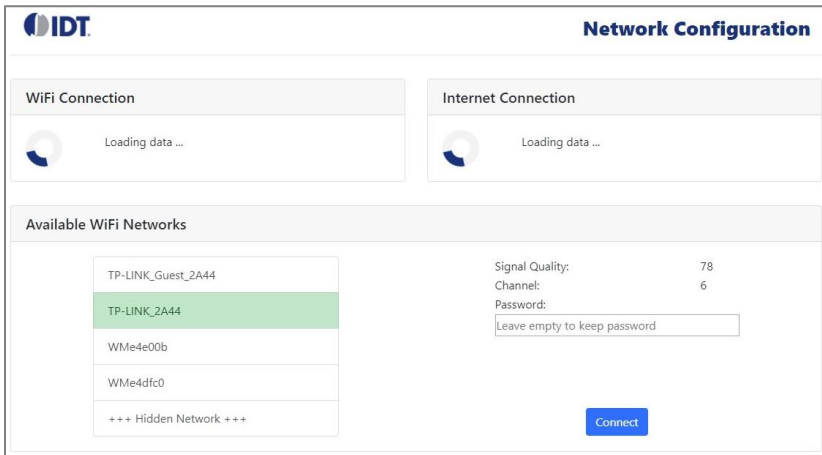 IDT.
Network Configuration
WiFi Connection
Loading data ...
Internet Connection
Loading data ...
Available WiFi Networks
TP-LINK_Guest_2A44
TP-LINK_2A44
WMe4e00b
WMe4dfc0
+++ Hidden Network +++
Signal Quality: 78
Channel: 6
Password:
Leave empty to keep password
Connect